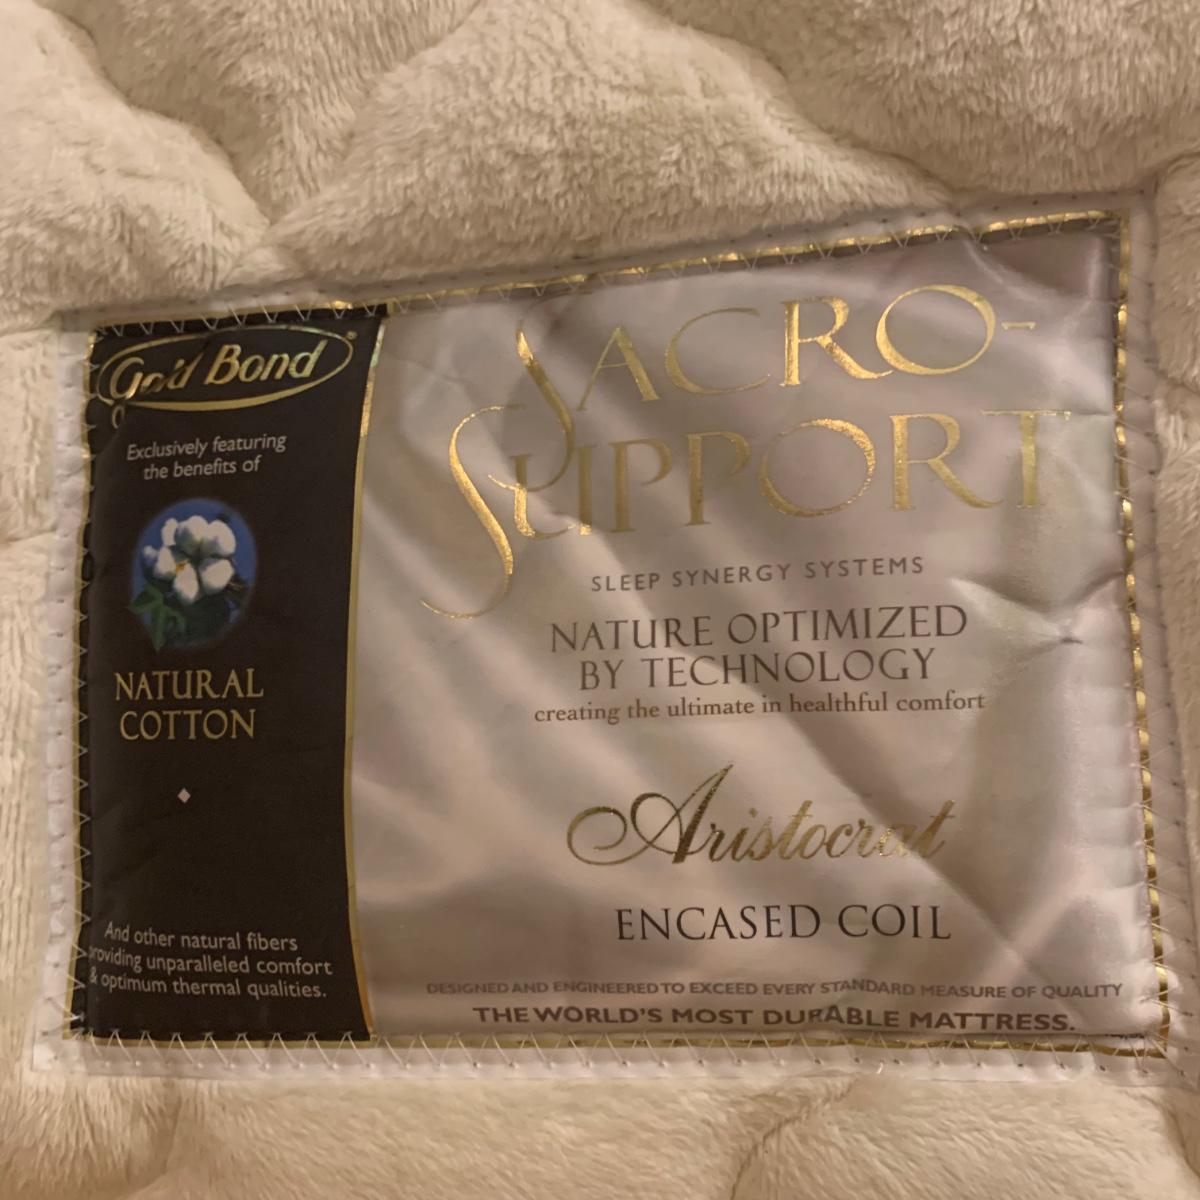 Gold Bond®
Exclusively featuring
the benefits of
NATURAL
COTTON
And other natural fibers
providing unparalleled comfort
& optimum thermal qualities.
SACRO-
SUPPORT
SLEEP SYNERGY SYSTEMS
NATURE OPTIMIZED
BY TECHNOLOGY
creating the ultimate in healthful comfort
Aristocrat
ENCASED COIL
DESIGNED AND ENGINEERED TO EXCEED EVERY STANDARD MEASURE OF QUALITY
THE WORLD'S MOST DURABLE MATTRESS.